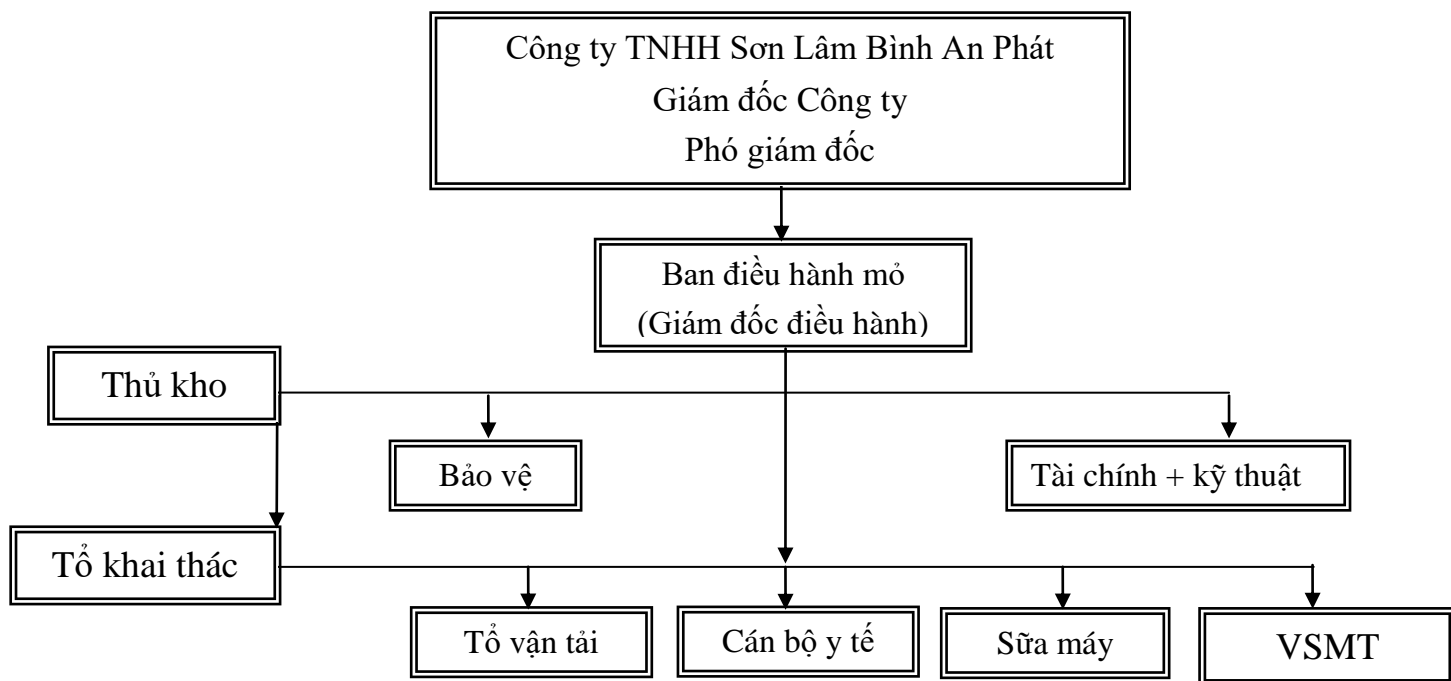 Công ty TNHH Sơn Lâm Bình An Phát
Giám đốc Công ty
Phó giám đốc
Ban điều hành mỏ
(Giám đốc điều hành)
Thủ kho
Bảo vệ
Tài chính + kỹ thuật
Tổ khai thác
Tổ vận tải
Cán bộ y tế
Sữa máy
VSMT